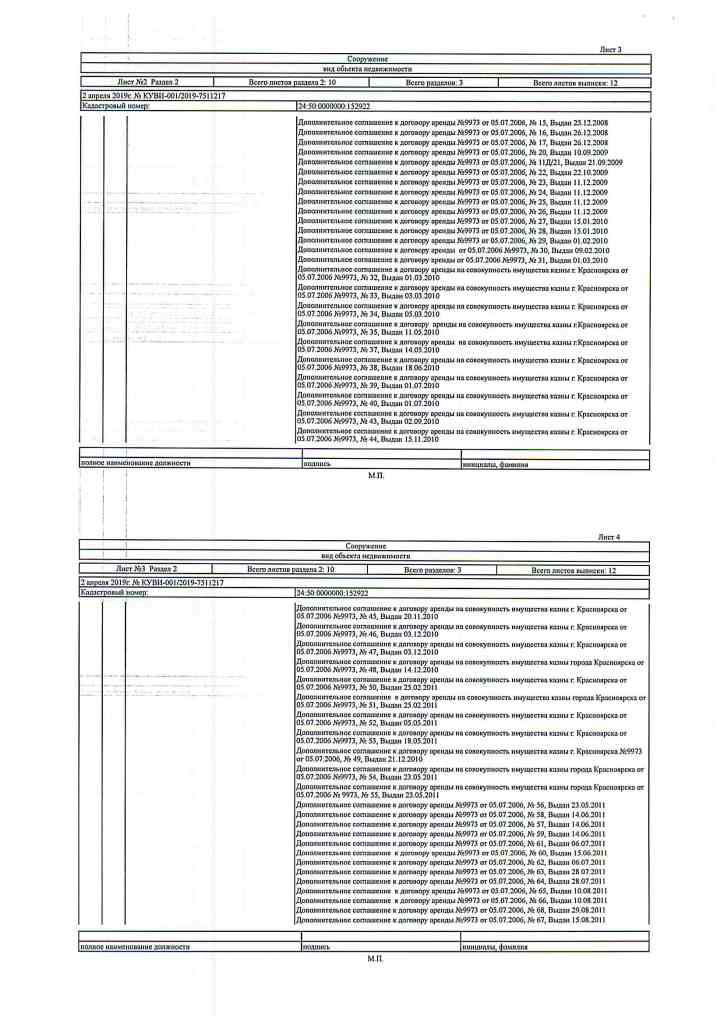 Лист 3
Сооружение
вид объекта недвижимости
Лист №2 Раздел 2 Всего листов раздела 2: 10 Всего разделов: 3 Всего листов выписки: 12
2 апреля 2019г. № КУВИ-001/2019-7511217
Кадастровый номер: 24:50:0000000:152922
Дополнительное соглашение к договору аренды №9973 от 05.07.2006, № 15, Выдан 25.12.2008
Дополнительное соглашение к договору аренды №9973 от 05.07.2006, № 16, Выдан 26.12.2008
Дополнительное соглашение к договору аренды №9973 от 05.07.2006, № 17, Выдан 26.12.2008
Дополнительное соглашение к договору аренды №9973 от 05.07.2006, № 20, Выдан 10.09.2009
Дополнительное соглашение к договору аренды №9973 от 05.07.2006, № 11Д/21, Выдан 21.09.2009
Дополнительное соглашение к договору аренды №9973 от 05.07.2006, № 22, Выдан 22.10.2009
Дополнительное соглашение к договору аренды №9973 от 05.07.2006, № 23, Выдан 11.12.2009
Дополнительное соглашение к договору аренды №9973 от 05.07.2006, № 24, Выдан 11.12.2009
Дополнительное соглашение к договору аренды №9973 от 05.07.2006, № 25, Выдан 11.12.2009
Дополнительное соглашение к договору аренды №9973 от 05.07.2006, № 26, Выдан 11.12.2009
Дополнительное соглашение к договору аренды №9973 от 05.07.2006, № 27, Выдан 15.01.2010
Дополнительное соглашение к договору аренды №9973 от 05.07.2006, № 28, Выдан 15.01.2010
Дополнительное соглашение к договору аренды №9973 от 05.07.2006, № 29, Выдан 01.02.2010
Дополнительное соглашение к договору аренды от 05.07.2006 №9973, № 30, Выдан 09.02.2010
Дополнительное соглашение к договору аренды от 05.07.2006 №9973, № 31, Выдан 01.03.2010
Дополнительное соглашение к договору аренды на совокупность имущества казны г. Красноярска от
05.07.2006 №9973, № 32, Выдан 01.03.2010
Дополнительное соглашение к договору аренды на совокупность имущества казны г. Красноярска от
05.07.2006 №9973, № 33, Выдан 03.03.2010
Дополнительное соглашение к договору аренды на совокупность имущества казны г. Красноярска от
05.07.2006 №9973, № 34, Выдан 05.03.2010
Дополнительное соглашение к договору аренды на совокупность имущества казны г.Красноярска от
05.07.2006 №9973, № 35, Выдан 11.05.2010
Дополнительное соглашение к договору аренды на совокупность имущества казны г.Красноярска от
05.07.2006 №9973, № 37, Выдан 14.05.2010
Дополнительное соглашение к договору аренды на совокупность имущества казны г. Красноярска от
05.07.2006 №9973, № 38, Выдан 18.06.2010
Дополнительное соглашение к договору аренды на совокупность имущества казны г. Красноярска от
05.07.2006 №9973, № 39, Выдан 01.07.2010
Дополнительное соглашение к договору аренды на совокупность имущества казны г. Красноярска от
05.07.2006 №9973, № 40, Выдан 01.07.2010
Дополнительное соглашение к договору аренды на совокупность имущества казны г. Красноярска от
05.07.2006 №9973, № 43, Выдан 02.09.2010
Дополнительное соглашение к договору аренды на совокупность имущества казны г. Красноярска от
05.07.2006 №9973, № 44, Выдан 15.11.2010
полное наименование должности подпись инициалы, фамилия
М.П.
Лист 4
Сооружение
вид объекта недвижимости
Лист №3 Раздел 2 Всего листов раздела 2: 10 Всего разделов: 3 Всего листов выписки: 12
2 апреля 2019г. № КУВИ-001/2019-7511217
Кадастровый номер: 24:50:0000000:152922
Дополнительное соглашение к договору аренды на совокупность имущества казны г. Красноярска от
05.07.2006 №9973, № 45, Выдан 20.11.2010
Дополнительное соглашение к договору аренды на совокупность имущества казны г. Красноярска от
05.07.2006 №9973, № 46, Выдан 03.12.2010
Дополнительное соглашение к договору аренды на совокупность имущества казны г. Красноярска от
05.07.2006 №9973, № 47, Выдан 03.12.2010
Дополнительное соглашение к договору аренды на совокупность имущества казны города Красноярска от
05.07.2006 №9973, № 48, Выдан 14.12.2010
Дополнительное соглашение к договору аренды на совокупность имущества казны г. Красноярска от
05.07.2006 №9973, № 50, Выдан 25.02.2011
Дополнительное соглашение к договору аренды на совокупность имущества казны города Красноярска от
05.07.2006 №9973, № 51, Выдан 25.02.2011
Дополнительное соглашение к договору аренды на совокупность имущества казны г. Красноярска от
05.07.2006 №9973, № 52, Выдан 05.05.2011
Дополнительное соглашение к договору аренды на совокупность имущества казны г. Красноярска от
05.07.2006 №9973, № 53, Выдан 18.05.2011
Дополнительное соглашение к договору аренды на совокупность имущества казны г. Красноярска №9973
от 05.07.2006, № 49, Выдан 21.12.2010
Дополнительное соглашение к договору аренды на совокупность имущества казны города Красноярска от
05.07.2006 №9973, № 54, Выдан 23.05.2011
Дополнительное соглашение к договору аренды на совокупность имущества казны города Красноярска от
05.07.2006 № 9973, № 55, Выдан 23.05.2011
Дополнительное соглашение к договору аренды №9973 от 05.07.2006, № 56, Выдан 23.05.2011
Дополнительное соглашение к договору аренды №9973 от 05.07.2006, № 58, Выдан 14.06.2011
Дополнительное соглашение к договору аренды №9973 от 05.07.2006, № 57, Выдан 14.06.2011
Дополнительное соглашение к договору аренды №9973 от 05.07.2006, № 59, Выдан 14.06.2011
Дополнительное соглашение к договору аренды №9973 от 05.07.2006, № 61, Выдан 06.07.2011
Дополнительное соглашение к договору аренды №9973 от 05.07.2006, № 60, Выдан 15.06.2011
Дополнительное соглашение к договору аренды №9973 от 05.07.2006, № 62, Выдан 06.07.2011
Дополнительное соглашение к договору аренды №9973 от 05.07.2006, № 63, Выдан 28.07.2011
Дополнительное соглашение к договору аренды №9973 от 05.07.2006, № 64, Выдан 28.07.2011
Дополнительное соглашение к договору аренды №9973 от 05.07.2006, № 65, Выдан 10.08.2011
Дополнительное соглашение к договору аренды №9973 от 05.07.2006, № 66, Выдан 10.08.2011
Дополнительное соглашение к договору аренды №9973 от 05.07.2006, № 68, Выдан 29.08.2011
Дополнительное соглашение к договору аренды №9973 от 05.07.2006, № 67, Выдан 15.08.2011
полное наименование должности подпись инициалы, фамилия
М.П.